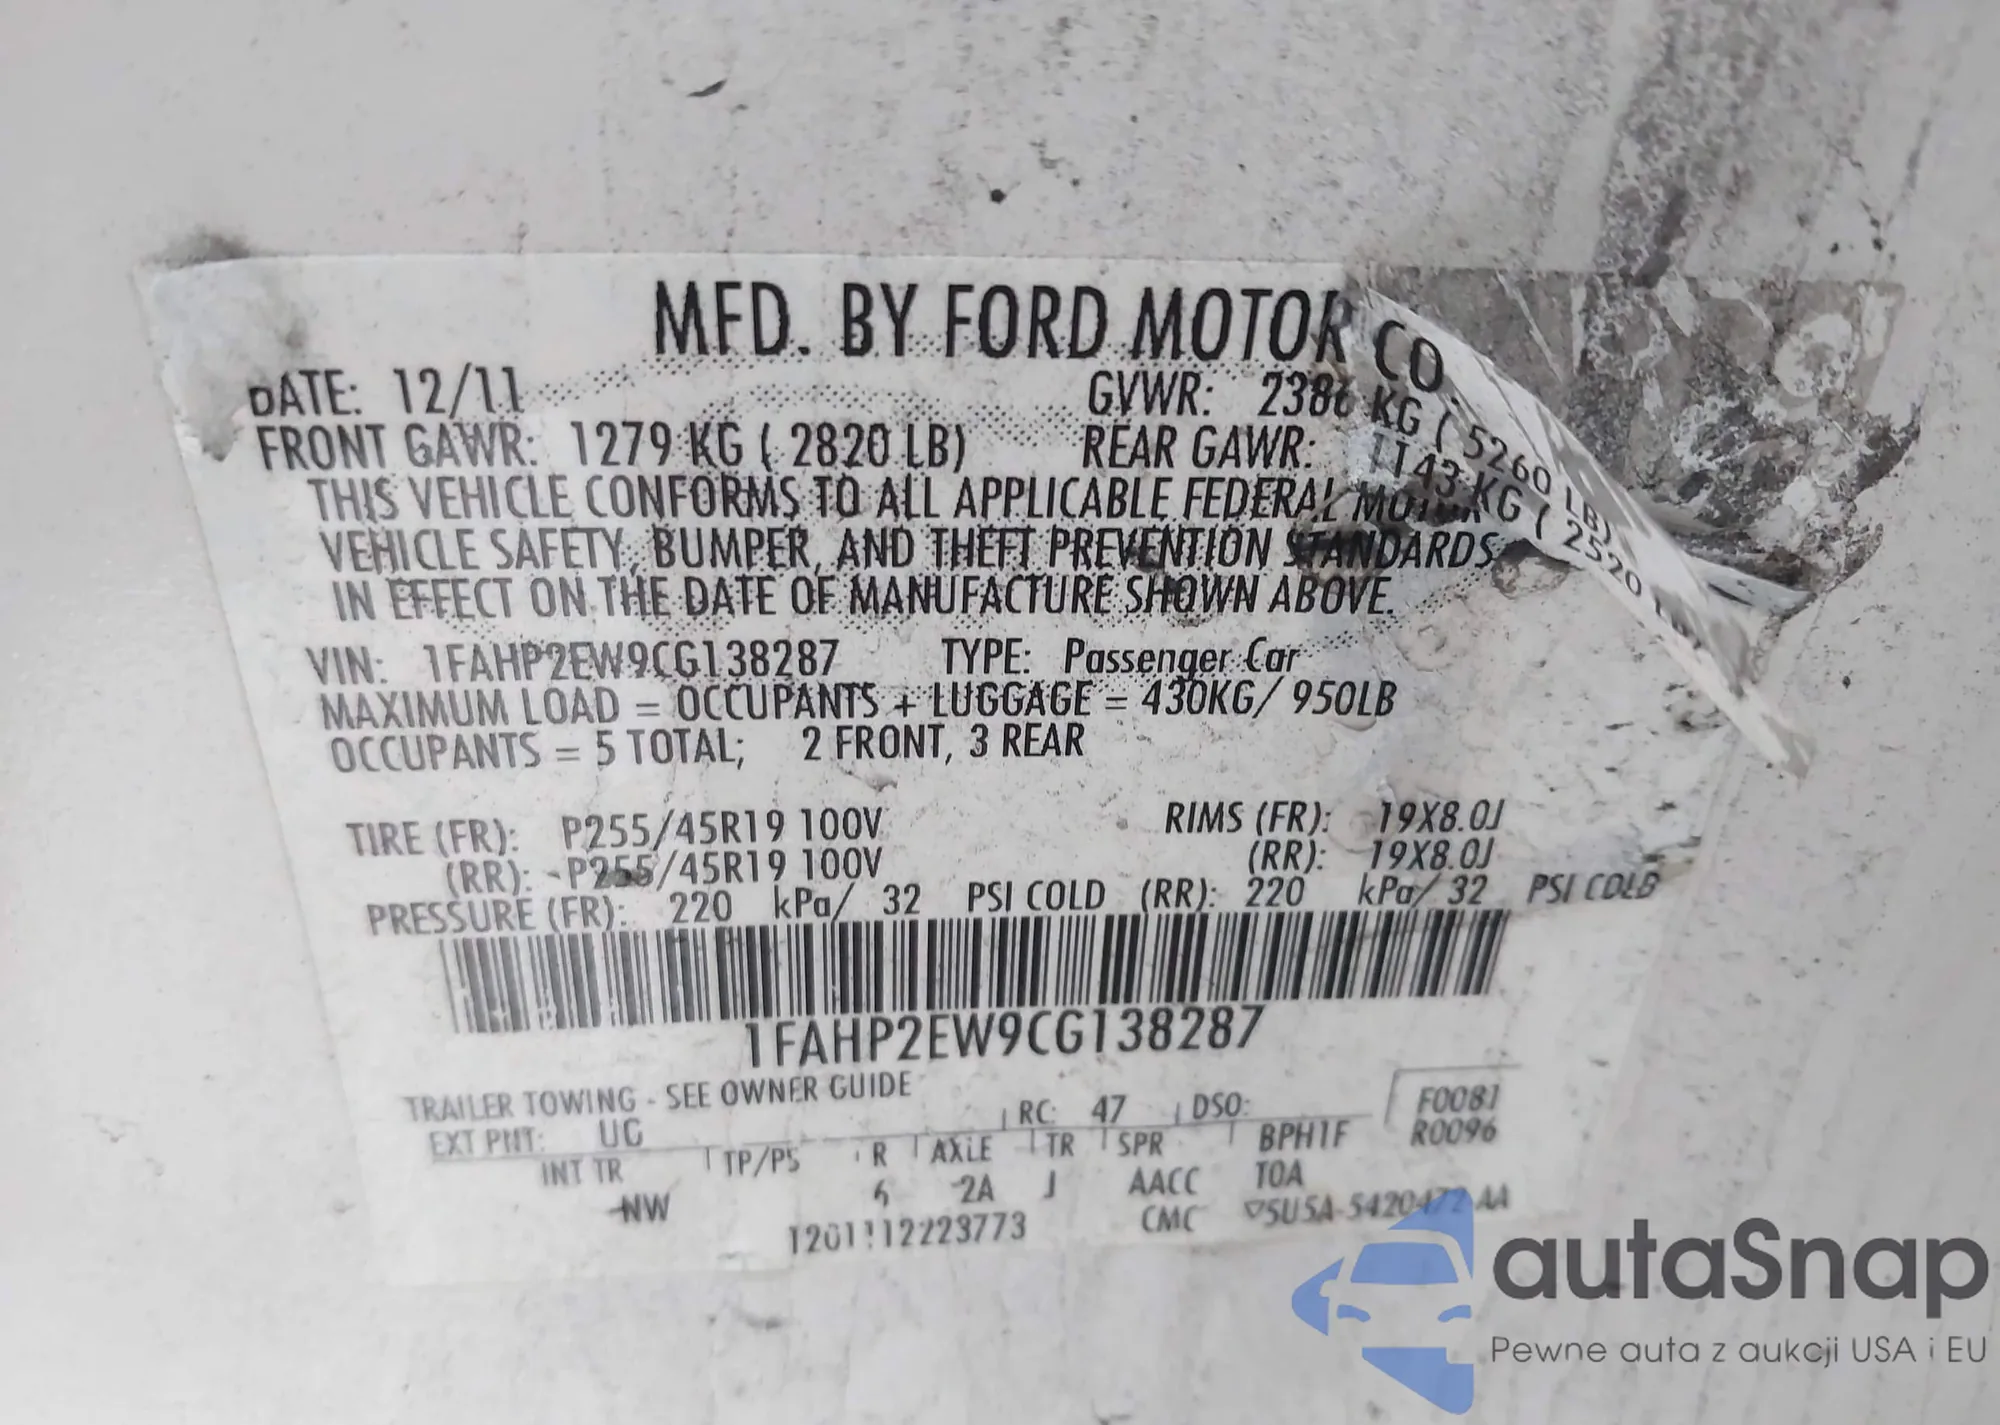 MFD. BY FORD MOTOR CO.
DATE: 12/11 GVWR: 2386 KG ( 5260 LB)
FRONT GAWR: 1279 KG ( 2820 LB) REAR GAWR: 1143 KG ( 2520 LB)
THIS VEHICLE CONFORMS TO ALL APPLICABLE FEDERAL MOTOR
VEHICLE SAFETY, BUMPER, AND THEFT PREVENTION STANDARDS
IN EFFECT ON THE DATE OF MANUFACTURE SHOWN ABOVE.
VIN: 1FAHP2EW9CG138287 TYPE: Passenger Car
MAXIMUM LOAD = OCCUPANTS + LUGGAGE = 430KG/ 950LB
OCCUPANTS = 5 TOTAL; 2 FRONT, 3 REAR
TIRE (FR): P255/45R19 100V RIMS (FR): 19X8.0J
(RR): P255/45R19 100V (RR): 19X8.0J
PRESSURE (FR): 220 kPa/ 32 PSI COLD (RR): 220 kPa/ 32 PSI COLD
1FAHP2EW9CG138287
TRAILER TOWING - SEE OWNER GUIDE
EXT PNT: UG RC: 47 DSO: F0081
INT TR TP/PS R AXLE TR SPR BPH1F R0096
NW 2A J AACC TOA
CMC
autaSnap
Pewne auta z aukcji USA i EU